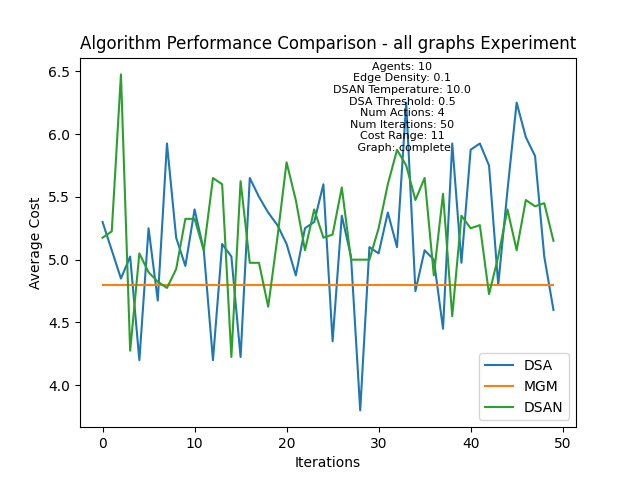 Algorithm Performance Comparison - all graphs Experiment
Agents: 10
Edge Density: 0.1
DSAN Temperature: 10.0
DSA Threshold: 0.5
Num Actions: 4
Num Iterations: 50
Cost Range: 11
Graph: complete
Average Cost
6.5
6.0
5.5
5.0
4.5
4.0
DSA
MGM
DSAN
0 10 20 30 40 50
Iterations